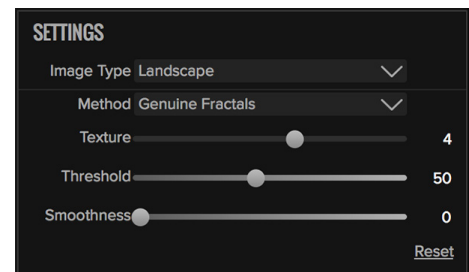 SETTINGS
Image Type Landscape
Method Genuine Fractals
Texture 4
Threshold 50
Smoothness 0
Reset